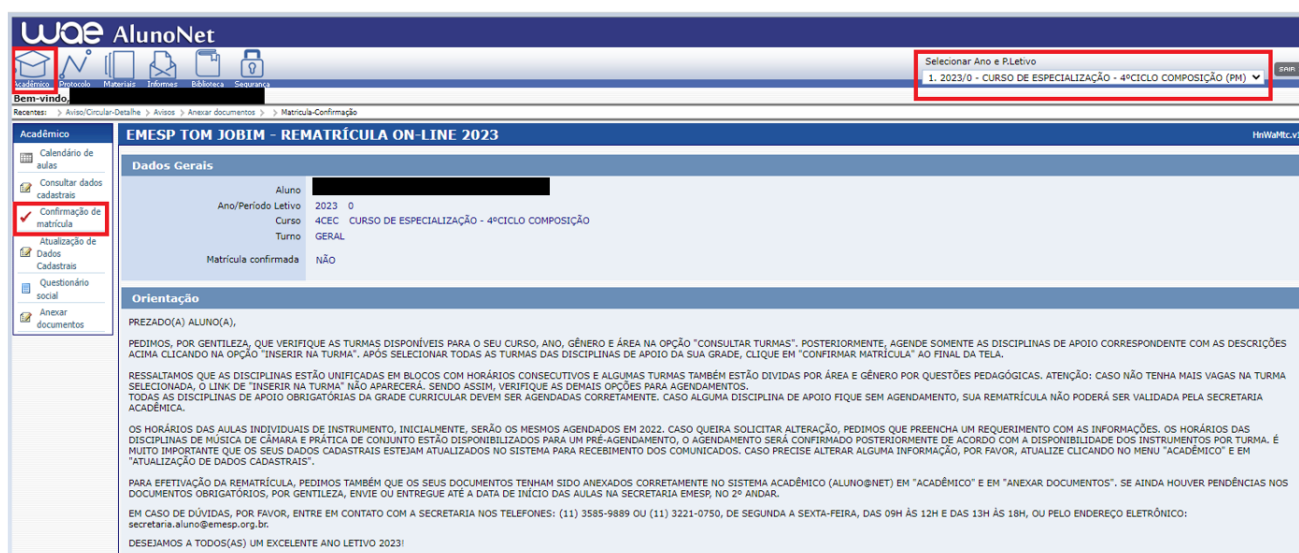 wae AlunoNet
Selecionar Ano e P.Letivo
1. 2023/0 - CURSO DE ESPECIALIZAÇÃO - 4ºCICLO COMPOSIÇÃO (PM)
SAIR
Acadêmico Protocolo Materiais Informes Biblioteca Segurança
Bem-vindo,
Recentes: > Aviso/Circular-Detalhe > Avisos > Anexar documentos > > Matricula-Confirmação
Acadêmico
Calendário de
aulas
Consultar dados
cadastrais
Confirmação de
matrícula
Atualização de
Dados
Cadastrais
Questionário
social
Anexar
documentos
EMESP TOM JOBIM - REMATRÍCULA ON-LINE 2023
HnWaMtc.v1
Dados Gerais
Aluno
Ano/Período Letivo 2023 0
Curso 4CEC CURSO DE ESPECIALIZAÇÃO - 4ºCICLO COMPOSIÇÃO
Turno GERAL
Matrícula confirmada NÃO
Orientação
PREZADO(A) ALUNO(A),
PEDIMOS, POR GENTILEZA, QUE VERIFIQUE AS TURMAS DISPONÍVEIS PARA O SEU CURSO, ANO, GÊNERO E ÁREA NA OPÇÃO "CONSULTAR TURMAS". POSTERIORMENTE, AGENDE SOMENTE AS DISCIPLINAS DE APOIO CORRESPONDENTE COM AS DESCRIÇÕES
ACIMA CLICANDO NA OPÇÃO "INSERIR NA TURMA". APÓS SELECIONAR TODAS AS TURMAS DAS DISCIPLINAS DE APOIO DA SUA GRADE, CLIQUE EM "CONFIRMAR MATRÍCULA" AO FINAL DA TELA.
RESSALTAMOS QUE AS DISCIPLINAS ESTÃO UNIFICADAS EM BLOCOS COM HORÁRIOS CONSECUTIVOS E ALGUMAS TURMAS TAMBÉM ESTÃO DIVIDAS POR ÁREA E GÊNERO POR QUESTÕES PEDAGÓGICAS. ATENÇÃO: CASO NÃO TENHA MAIS VAGAS NA TURMA
SELECIONADA, O LINK DE "INSERIR NA TURMA" NÃO APARECERÁ. SENDO ASSIM, VERIFIQUE AS DEMAIS OPÇÕES PARA AGENDAMENTOS.
TODAS AS DISCIPLINAS DE APOIO OBRIGATÓRIAS DA GRADE CURRICULAR DEVEM SER AGENDADAS CORRETAMENTE. CASO ALGUMA DISCIPLINA DE APOIO FIQUE SEM AGENDAMENTO, SUA REMATRÍCULA NÃO PODERÁ SER VALIDADA PELA SECRETARIA
ACADÊMICA.
OS HORÁRIOS DAS AULAS INDIVIDUAIS DE INSTRUMENTO, INICIALMENTE, SERÃO OS MESMOS AGENDADOS EM 2022. CASO QUEIRA SOLICITAR ALTERAÇÃO, PEDIMOS QUE PREENCHA UM REQUERIMENTO COM AS INFORMAÇÕES. OS HORÁRIOS DAS
DISCIPLINAS DE MÚSICA DE CÂMARA E PRÁTICA DE CONJUNTO ESTÃO DISPONIBILIZADOS PARA UM PRÉ-AGENDAMENTO, O AGENDAMENTO SERÁ CONFIRMADO POSTERIORMENTE DE ACORDO COM A DISPONIBILIDADE DOS INSTRUMENTOS POR TURMA. É
MUITO IMPORTANTE QUE OS SEUS DADOS CADASTRAIS ESTEJAM ATUALIZADOS NO SISTEMA PARA RECEBIMENTO DOS COMUNICADOS. CASO PRECISE ALTERAR ALGUMA INFORMAÇÃO, POR FAVOR, ATUALIZE CLICANDO NO MENU "ACADÊMICO" E EM
"ATUALIZAÇÃO DE DADOS CADASTRAIS".
PARA EFETIVAÇÃO DA REMATRÍCULA, PEDIMOS TAMBÉM QUE OS SEUS DOCUMENTOS TENHAM SIDO ANEXADOS CORRETAMENTE NO SISTEMA ACADÊMICO (ALUNO@NET) EM "ACADÊMICO" E EM "ANEXAR DOCUMENTOS". SE AINDA HOUVER PENDÊNCIAS NOS
DOCUMENTOS OBRIGATÓRIOS, POR GENTILEZA, ENVIE OU ENTREGUE ATÉ A DATA DE INÍCIO DAS AULAS NA SECRETARIA EMESP, NO 2º ANDAR.
EM CASO DE DÚVIDAS, POR FAVOR, ENTRE EM CONTATO COM A SECRETARIA NOS TELEFONES: (11) 3585-9889 OU (11) 3221-0750, DE SEGUNDA A SEXTA-FEIRA, DAS 09H ÀS 12H E DAS 13H ÀS 18H, OU PELO ENDEREÇO ELETRÔNICO:
secretaria.aluno@emesp.org.br.
DESEJAMOS A TODOS(AS) UM EXCELENTE ANO LETIVO 2023!